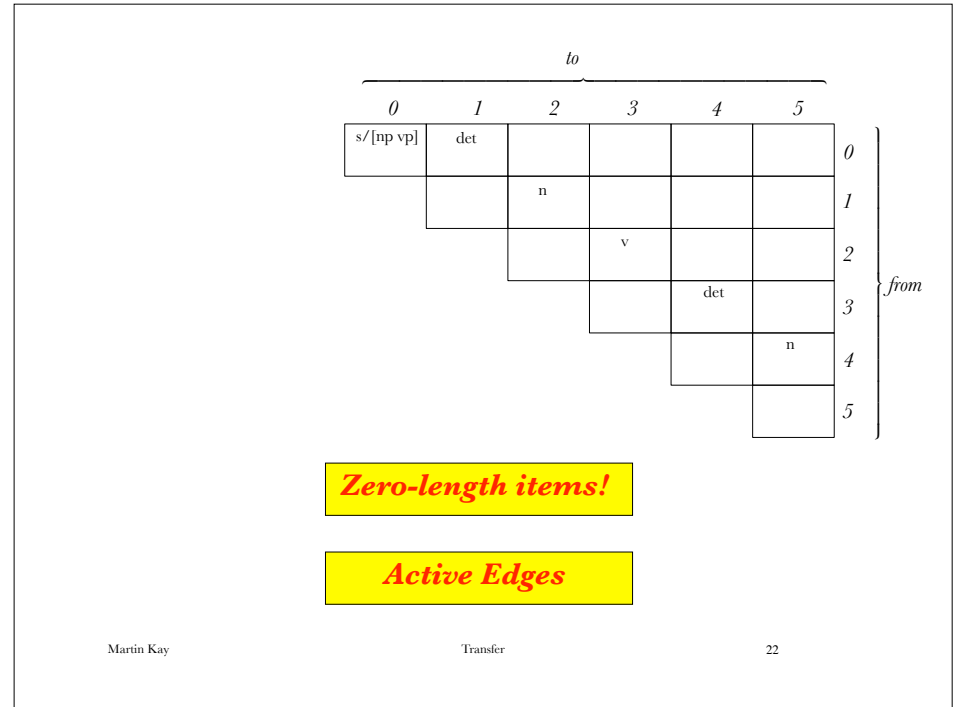 to
0 1 2 3 4 5
s/[np vp] det 0
n 1
v 2
from
det 3
n 4
5
Zero-length items!
Active Edges
Martin Kay Transfer 22